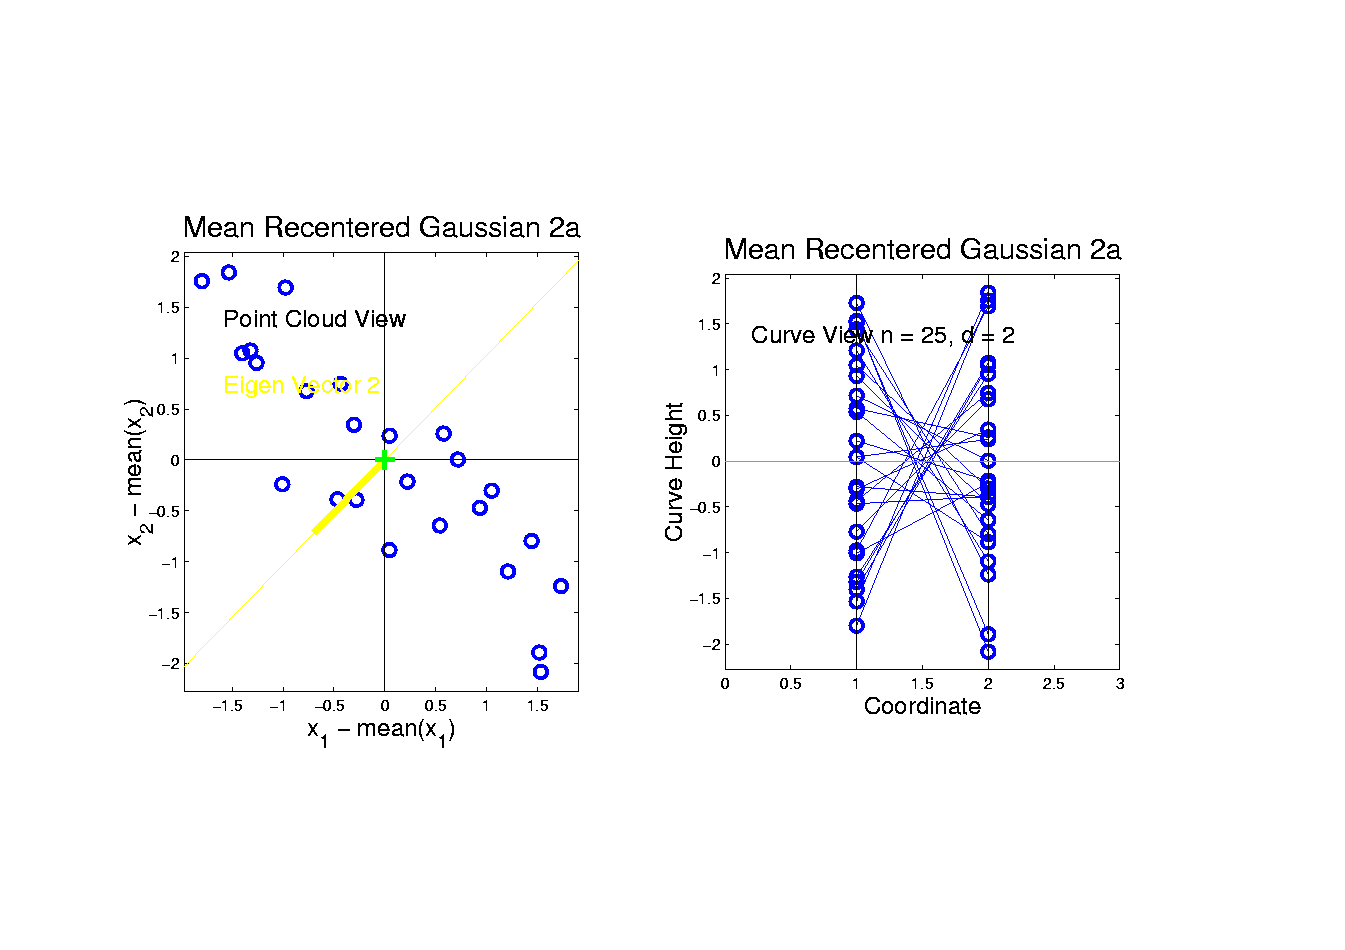 Mean Recentered Gaussian 2a
2
1.5
1
0.5
0
−0.5
−1
−1.5
−2
x2 − mean(x2)
Point Cloud View
EIgen Vector 2
−1.5 −1 −0.5 0 0.5 1 1.5
x1 − mean(x1)
Mean Recentered Gaussian 2a
2
1.5
1
0.5
0
−0.5
−1
−1.5
−2
Curve Height
Curve View n = 25, d = 2
0 0.5 1 1.5 2 2.5 3
Coordinate